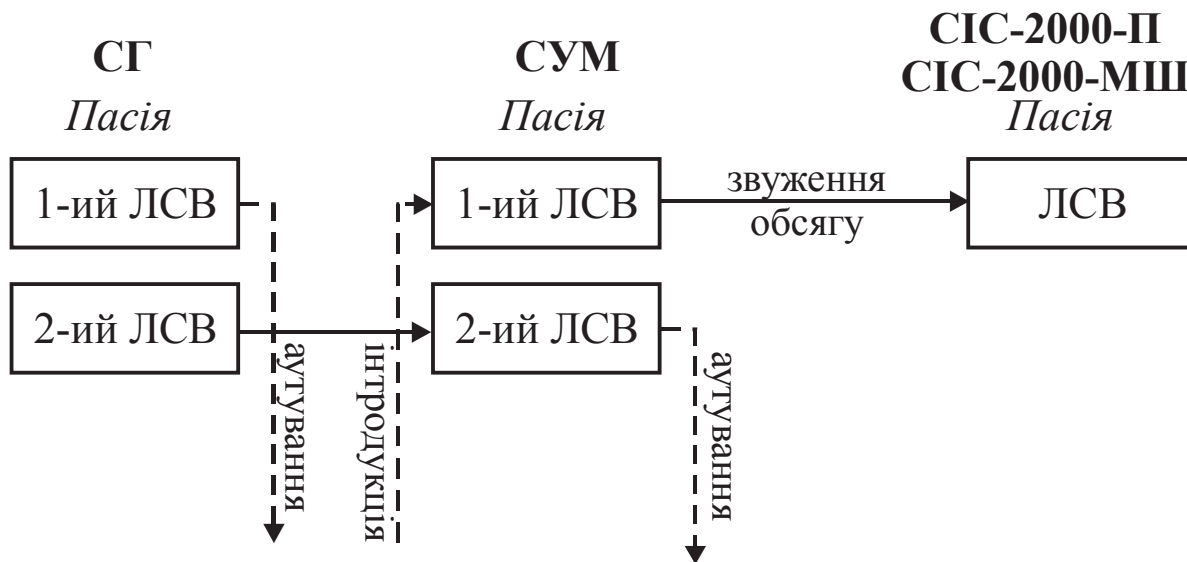 СГ
Пасія
1-ий ЛСВ
2-ий ЛСВ
аутування
інтродукція
СУМ
Пасія
1-ий ЛСВ
2-ий ЛСВ
аутування
звуження
обсягу
СІС-2000-П
СІС-2000-МШ
Пасія
ЛСВ